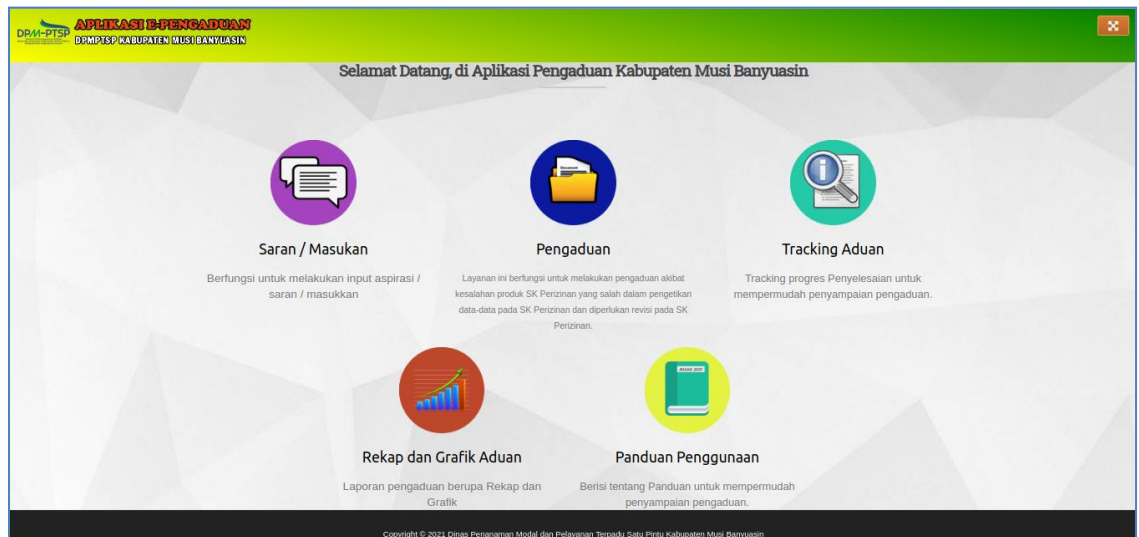 DPM-PTSP
APLIKASI E-PENGADUAN
DPMPTSP KABUPATEN MUSI BANYUASIN
Selamat Datang, di Aplikasi Pengaduan Kabupaten Musi Banyuasin
Saran / Masukan
Berfungsi untuk melakukan input aspirasi /
saran / masukkan
Pengaduan
Layanan ini berfungsi untuk melakukan pengaduan akibat
kesalahan produk SK Perizinan yang salah dalam pengetikan
data-data pada SK Perizinan dan diperlukan revisi pada SK
Perizinan.
Tracking Aduan
Tracking progres Penyelesaian untuk
mempermudah penyampaian pengaduan.
Rekap dan Grafik Aduan
Laporan pengaduan berupa Rekap dan
Grafik
Panduan Penggunaan
Berisi tentang Panduan untuk mempermudah
penyampaian pengaduan.
Copyright © 2021 Dinas Penanaman Modal dan Pelayanan Terpadu Satu Pintu Kabupaten Musi Banyuasin